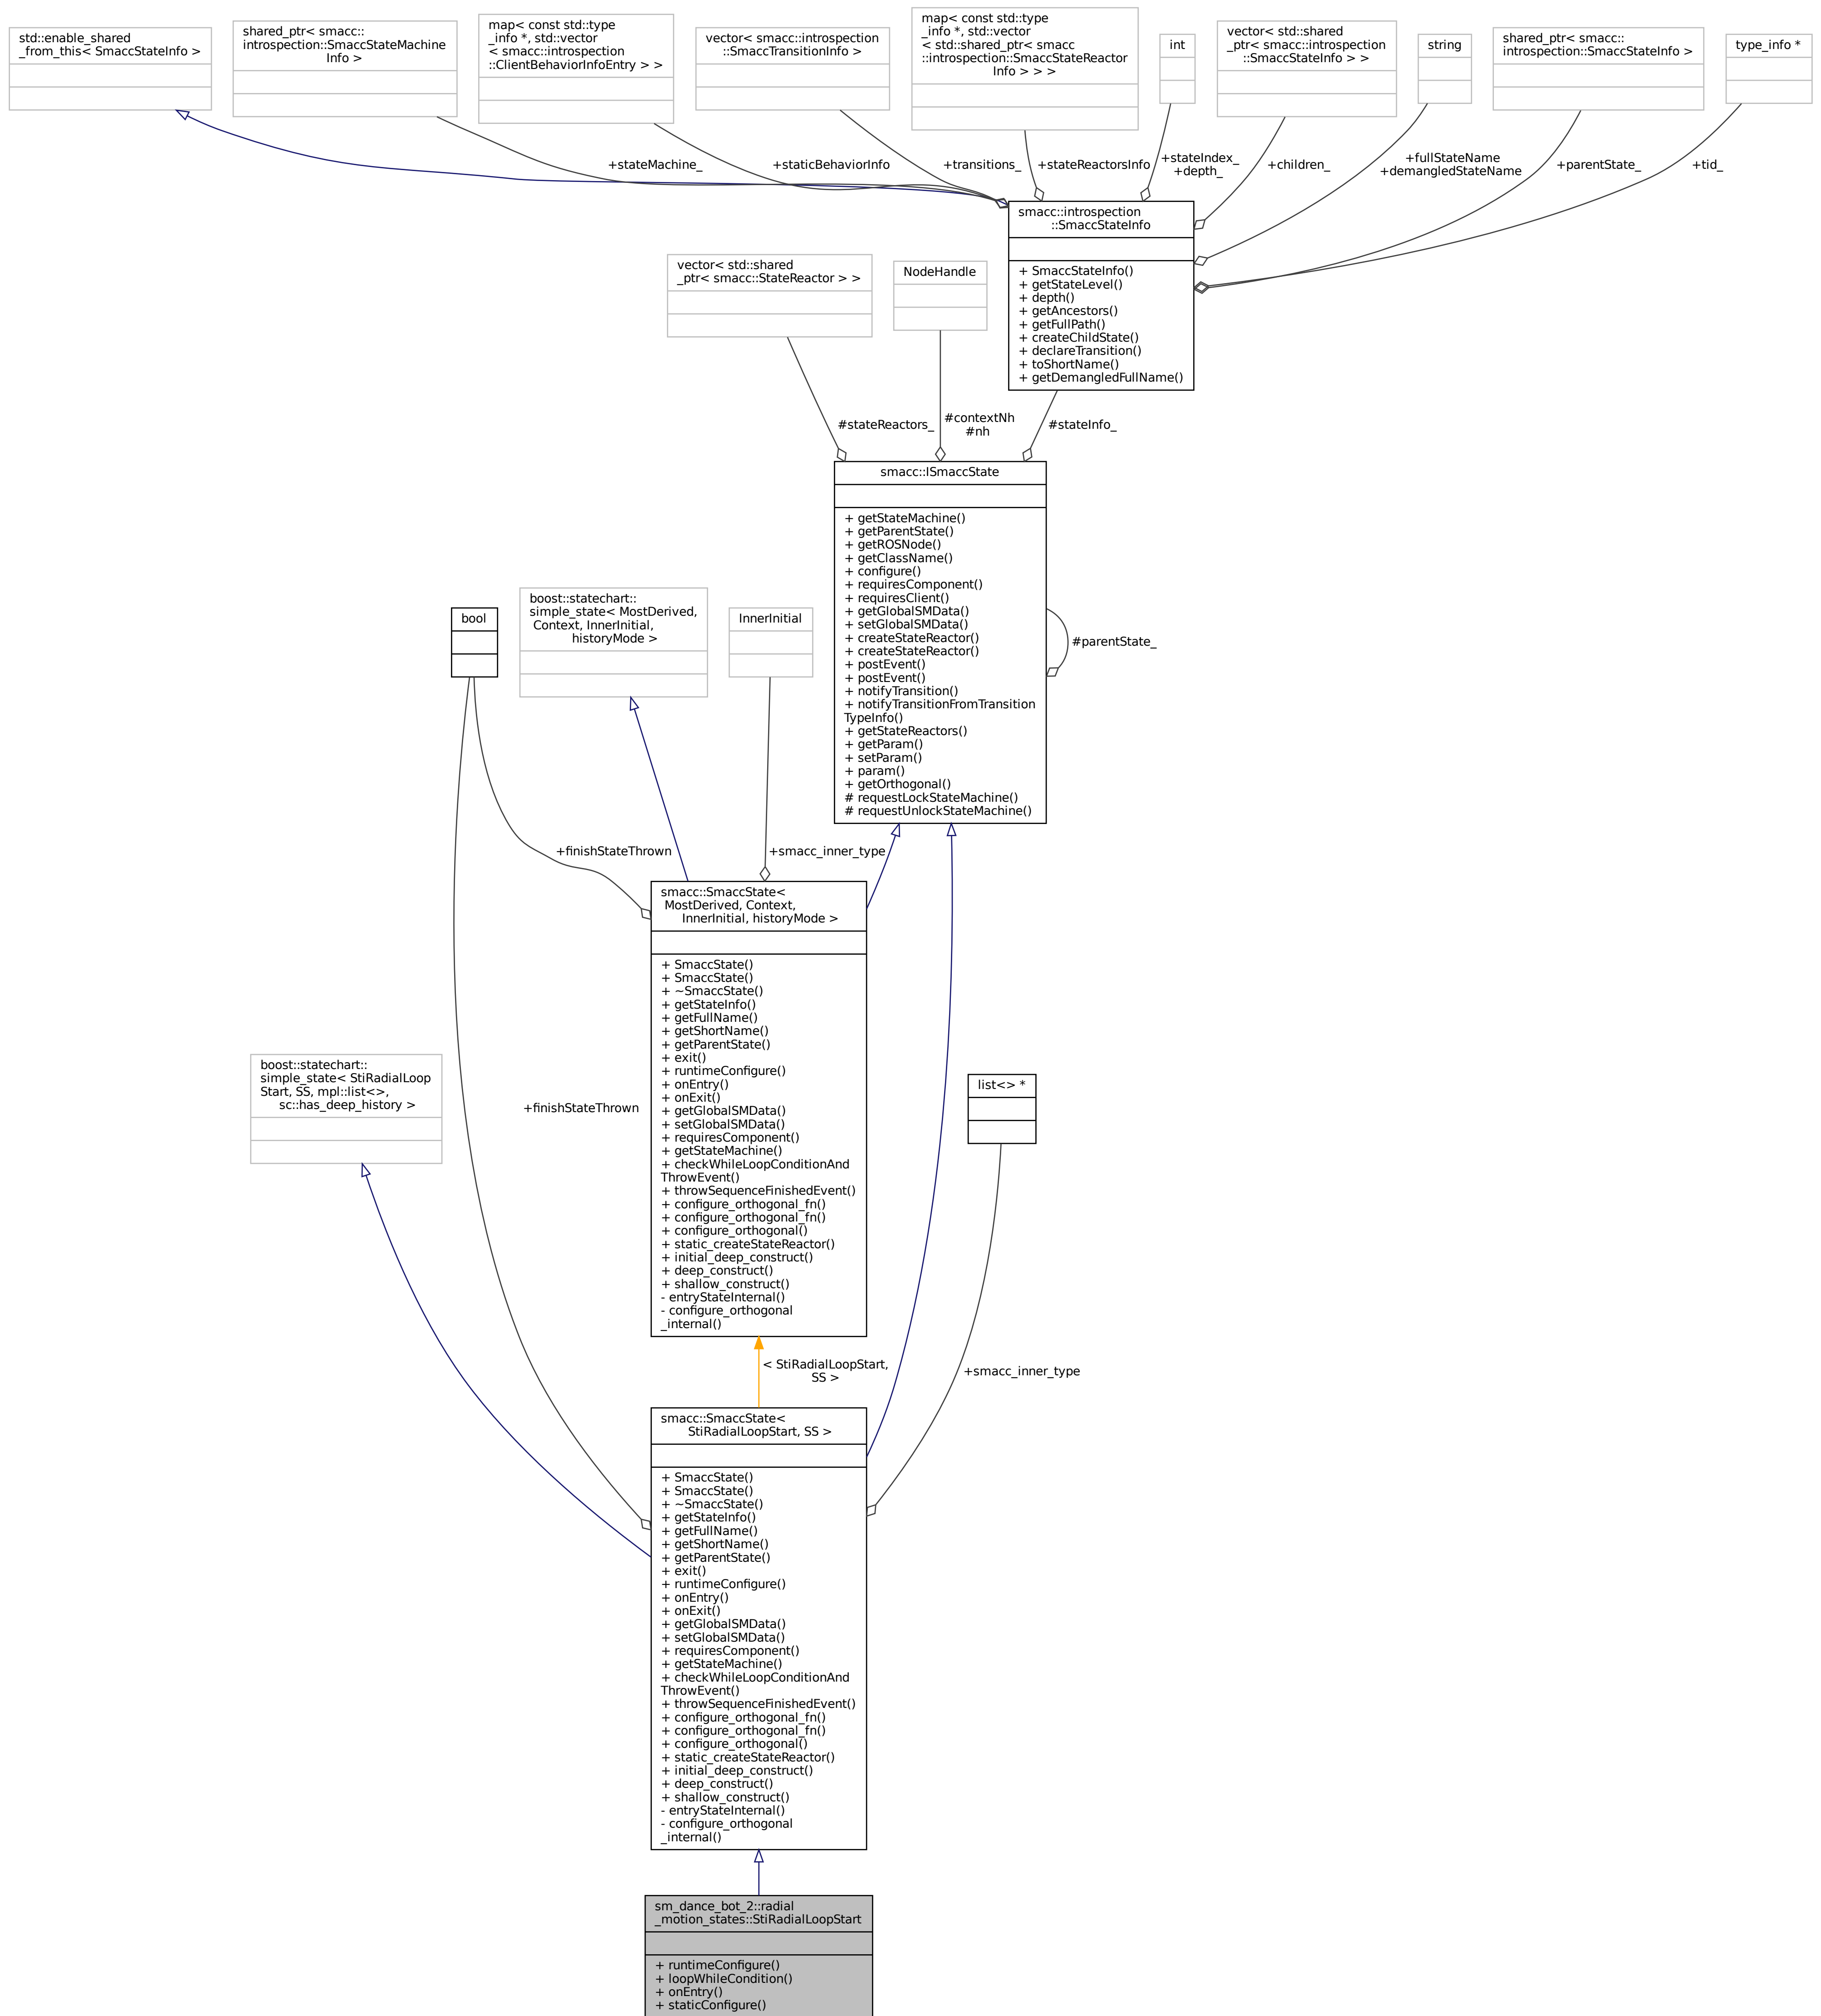 std::enable_shared
_from_this< SmaccStateInfo >
shared_ptr< smacc::
introspection::SmaccStateMachine
Info >
map< const std::type
_info *, std::vector
< smacc::introspection
::ClientBehaviorInfoEntry > >
vector< smacc::introspection
::SmaccTransitionInfo >
map< const std::type
_info *, std::vector
< std::shared_ptr< smacc
::introspection::SmaccStateReactor
Info > > >
int
vector< std::shared
_ptr< smacc::introspection
::SmaccStateInfo > >
string
shared_ptr< smacc::
introspection::SmaccStateInfo >
type_info *
+stateMachine_
+staticBehaviorInfo
+transitions_
+stateReactorsInfo
+stateIndex_
+depth_
+children_
+fullStateName
+demangledStateName
+parentState_
+tid_
smacc::introspection
::SmaccStateInfo
+ SmaccStateInfo()
+ getStateLevel()
+ depth()
+ getAncestors()
+ getFullPath()
+ createChildState()
+ declareTransition()
+ toShortName()
+ getDemangledFullName()
vector< std::shared
_ptr< smacc::StateReactor > >
NodeHandle
#stateReactors_
#contextNh
#nh
#stateInfo_
smacc::ISmaccState
+ getStateMachine()
+ getParentState()
+ getROSNode()
+ getClassName()
+ configure()
+ requiresComponent()
+ requiresClient()
+ getGlobalSMData()
+ setGlobalSMData()
+ createStateReactor()
+ createStateReactor()
+ postEvent()
+ postEvent()
+ notifyTransition()
+ notifyTransitionFromTransition
TypeInfo()
+ getStateReactors()
+ getParam()
+ setParam()
+ param()
+ getOrthogonal()
# requestLockStateMachine()
# requestUnlockStateMachine()
#parentState_
bool
boost::statechart::
simple_state< MostDerived,
Context, InnerInitial,
historyMode >
InnerInitial
+finishStateThrown
+smacc_inner_type
smacc::SmaccState<
MostDerived, Context,
InnerInitial, historyMode >
+ SmaccState()
+ SmaccState()
+ ~SmaccState()
+ getStateInfo()
+ getFullName()
+ getShortName()
+ getParentState()
+ exit()
+ runtimeConfigure()
+ onEntry()
+ onExit()
+ getGlobalSMData()
+ setGlobalSMData()
+ requiresComponent()
+ getStateMachine()
+ checkWhileLoopConditionAnd
ThrowEvent()
+ throwSequenceFinishedEvent()
+ configure_orthogonal_fn()
+ configure_orthogonal_fn()
+ configure_orthogonal()
+ static_createStateReactor()
+ initial_deep_construct()
+ deep_construct()
+ shallow_construct()
- entryStateInternal()
- configure_orthogonal
_internal()
boost::statechart::
simple_state< StiRadialLoop
Start, SS, mpl::list<>,
sc::has_deep_history >
+finishStateThrown
list<> *
< StiRadialLoopStart,
SS >
+smacc_inner_type
smacc::SmaccState<
StiRadialLoopStart, SS >
+ SmaccState()
+ SmaccState()
+ ~SmaccState()
+ getStateInfo()
+ getFullName()
+ getShortName()
+ getParentState()
+ exit()
+ runtimeConfigure()
+ onEntry()
+ onExit()
+ getGlobalSMData()
+ setGlobalSMData()
+ requiresComponent()
+ getStateMachine()
+ checkWhileLoopConditionAnd
ThrowEvent()
+ throwSequenceFinishedEvent()
+ configure_orthogonal_fn()
+ configure_orthogonal_fn()
+ configure_orthogonal()
+ static_createStateReactor()
+ initial_deep_construct()
+ deep_construct()
+ shallow_construct()
- entryStateInternal()
- configure_orthogonal
_internal()
sm_dance_bot_2::radial
_motion_states::StiRadialLoopStart
+ runtimeConfigure()
+ loopWhileCondition()
+ onEntry()
+ staticConfigure()